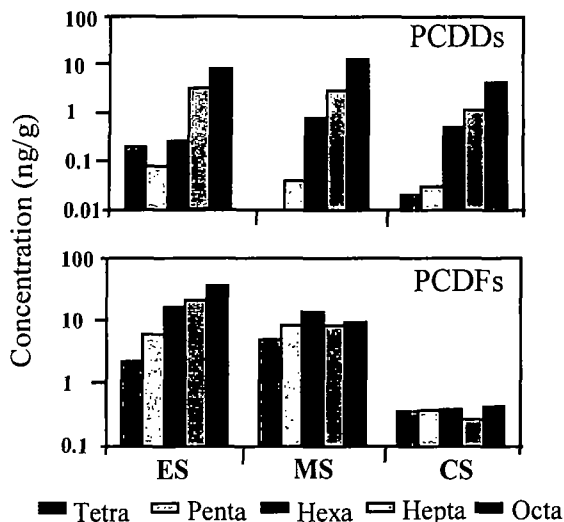 PCDDs
100
10
1
0.1
0.01
Concentration (ng/g)
PCDFs
100
10
1
0.1
ES MS CS
Tetra Penta Hexa Hepta Octa